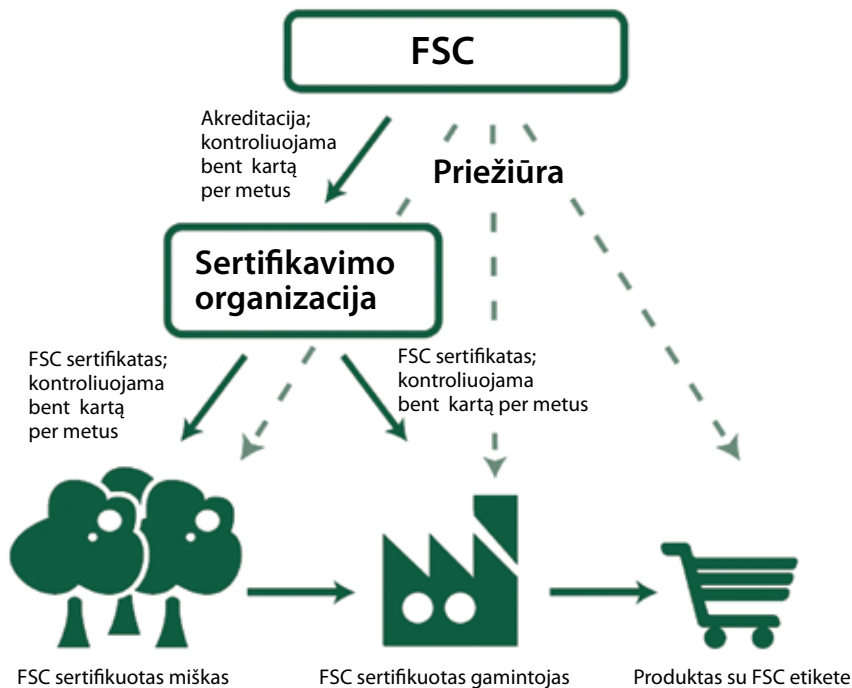 FSC
Akreditacija;
kontroliuojama
bent kartą
per metus
Priežiūra
Sertifikavimo
organizacija
FSC sertifikatas;
kontroliuojama
bent kartą
per metus
FSC sertifikatas;
kontroliuojama
bent kartą per metus
FSC sertifikuotas miškas
FSC sertifikuotas gamintojas
Produktas su FSC etikete